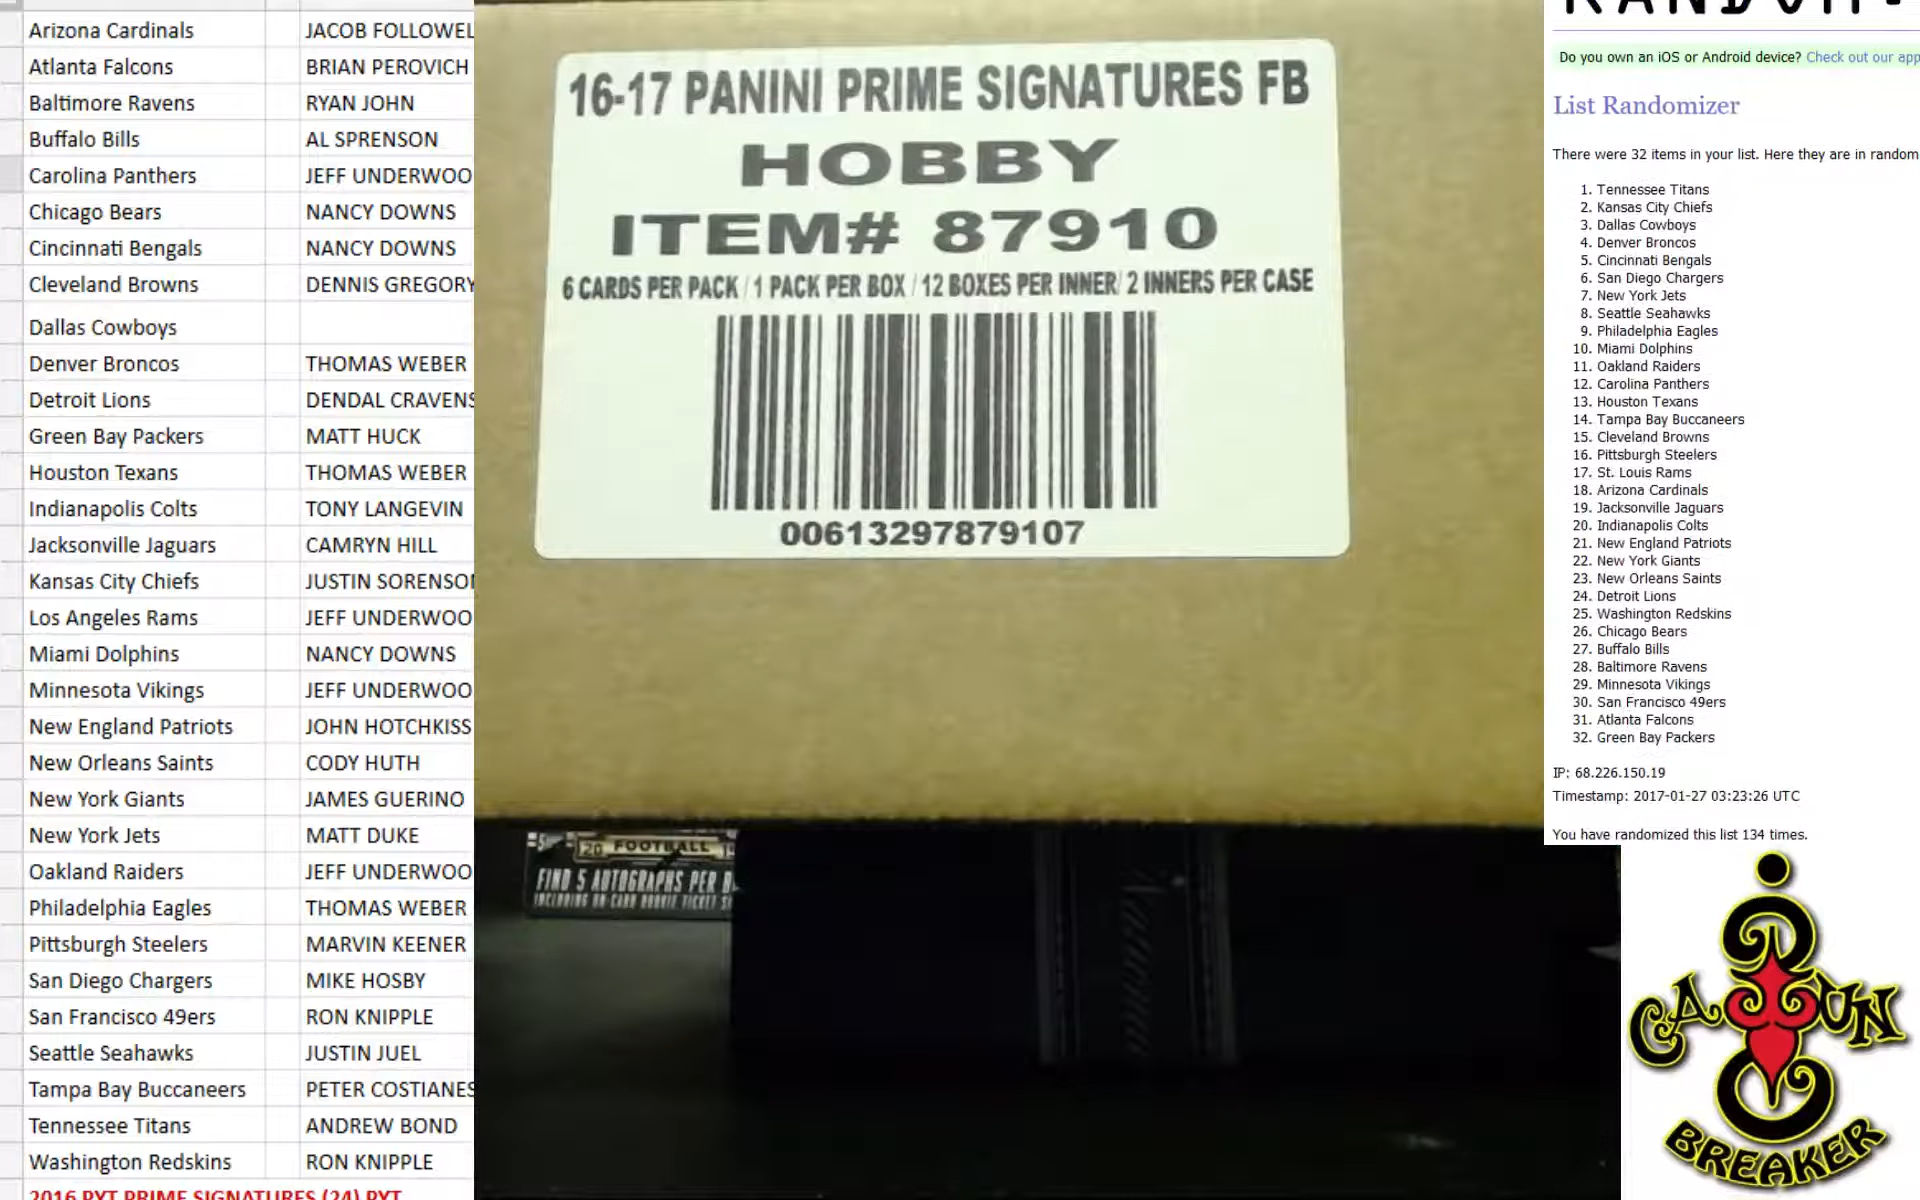 Arizona Cardinals JACOB FOLLOWEL
Atlanta Falcons BRIAN PEROVICH
Baltimore Ravens RYAN JOHN
Buffalo Bills AL SPRENSON
Carolina Panthers JEFF UNDERWOO
Chicago Bears NANCY DOWNS
Cincinnati Bengals NANCY DOWNS
Cleveland Browns DENNIS GREGORY
Dallas Cowboys
Denver Broncos THOMAS WEBER
Detroit Lions DENDAL CRAVENS
Green Bay Packers MATT HUCK
Houston Texans THOMAS WEBER
Indianapolis Colts TONY LANGEVIN
Jacksonville Jaguars CAMRYN HILL
Kansas City Chiefs JUSTIN SORENSON
Los Angeles Rams JEFF UNDERWOO
Miami Dolphins NANCY DOWNS
Minnesota Vikings JEFF UNDERWOO
New England Patriots JOHN HOTCHKISS
New Orleans Saints CODY HUTH
New York Giants JAMES GUERINO
New York Jets MATT DUKE
Oakland Raiders JEFF UNDERWOO
Philadelphia Eagles THOMAS WEBER
Pittsburgh Steelers MARVIN KEENER
San Diego Chargers MIKE HOSBY
San Francisco 49ers RON KNIPPLE
Seattle Seahawks JUSTIN JUEL
Tampa Bay Buccaneers PETER COSTIANES
Tennessee Titans ANDREW BOND
Washington Redskins RON KNIPPLE
2016 PYT PRIME SIGNATURES (24) PYT
16-17 PANINI PRIME SIGNATURES FB
HOBBY
ITEM# 87910
6 CARDS PER PACK / 1 PACK PER BOX / 12 BOXES PER INNER / 2 INNERS PER CASE
00613297879107
20 FOOTBALL
FIND 5 AUTOGRAPHS PER
Do you own an iOS or Android device? Check out our app
List Randomizer
There were 32 items in your list. Here they are in random
1. Tennessee Titans
2. Kansas City Chiefs
3. Dallas Cowboys
4. Denver Broncos
5. Cincinnati Bengals
6. San Diego Chargers
7. New York Jets
8. Seattle Seahawks
9. Philadelphia Eagles
10. Miami Dolphins
11. Oakland Raiders
12. Carolina Panthers
13. Houston Texans
14. Tampa Bay Buccaneers
15. Cleveland Browns
16. Pittsburgh Steelers
17. St. Louis Rams
18. Arizona Cardinals
19. Jacksonville Jaguars
20. Indianapolis Colts
21. New England Patriots
22. New York Giants
23. New Orleans Saints
24. Detroit Lions
25. Washington Redskins
26. Chicago Bears
27. Buffalo Bills
28. Baltimore Ravens
29. Minnesota Vikings
30. San Francisco 49ers
31. Atlanta Falcons
32. Green Bay Packers
IP: 68.226.150.19
Timestamp: 2017-01-27 03:23:26 UTC
You have randomized this list 134 times.
CAJUN
BREAKER